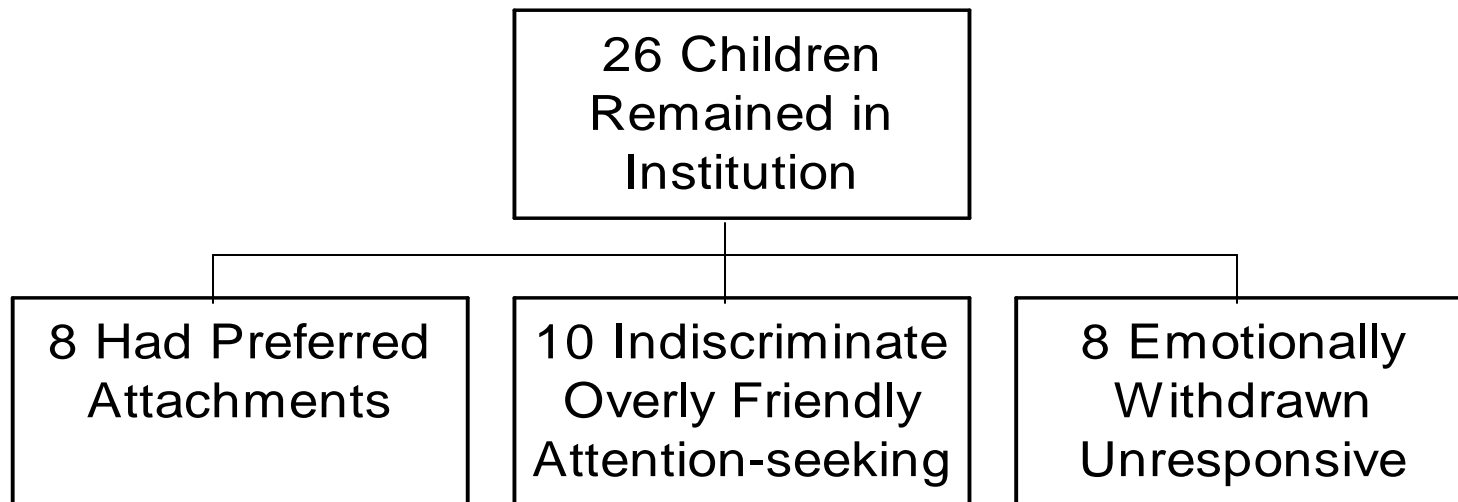 26 Children
Remained in
Institution
8 Had Preferred
Attachments
10 Indiscriminate
Overly Friendly
Attention-seeking
8 Emotionally
Withdrawn
Unresponsive